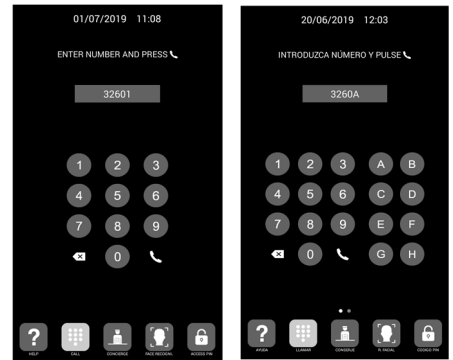 01/07/2019 11:08
ENTER NUMBER AND PRESS
32601
1 2 3
4 5 6
7 8 9
0
?
HELP CALL CONCIERGE FACE RECOGNI. ACCESS PIN
20/06/2019 12:03
INTRODUZCA NÚMERO Y PULSE
3260A
1 2 3 A B
4 5 6 C D
7 8 9 E F
0 G H
?
AYUDA LLAMAR CONSERJE R. FACIAL CODIGO PIN